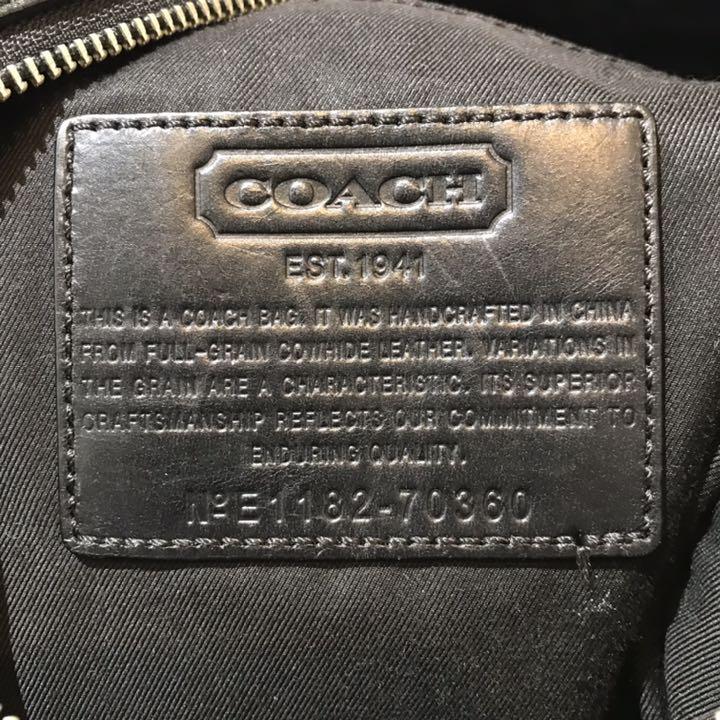 COACH
EST. 1941
THIS IS A COACH BAG. IT WAS HANDCRAFTED IN CHINA
FROM FULL-GRAIN COWHIDE LEATHER. VARIATIONS IN
THE GRAIN ARE A CHARACTERISTIC. ITS SUPERIOR
CRAFTSMANSHIP REFLECTS OUR COMMITMENT TO
ENDURING QUALITY.
Nº E1182-70360